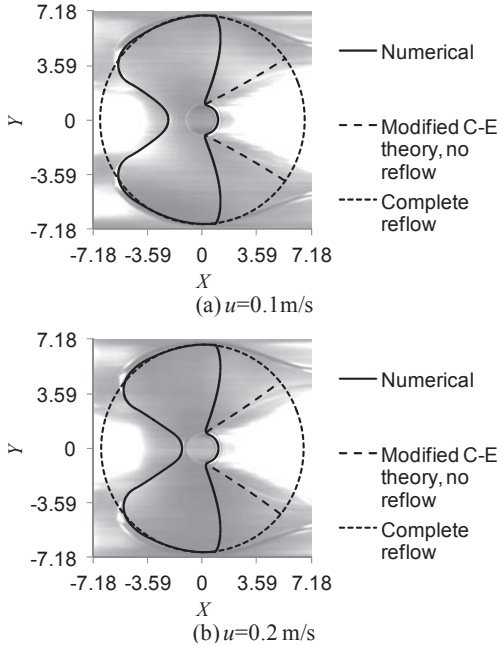 7.18
3.59
0
-3.59
-7.18
Y
-7.18 -3.59 0 3.59 7.18
X
Numerical
Modified C-E
theory, no
reflow
Complete
reflow
(a) u=0.1m/s
7.18
3.59
0
-3.59
-7.18
Y
-7.18 -3.59 0 3.59 7.18
X
Numerical
Modified C-E
theory, no
reflow
Complete
reflow
(b) u=0.2 m/s